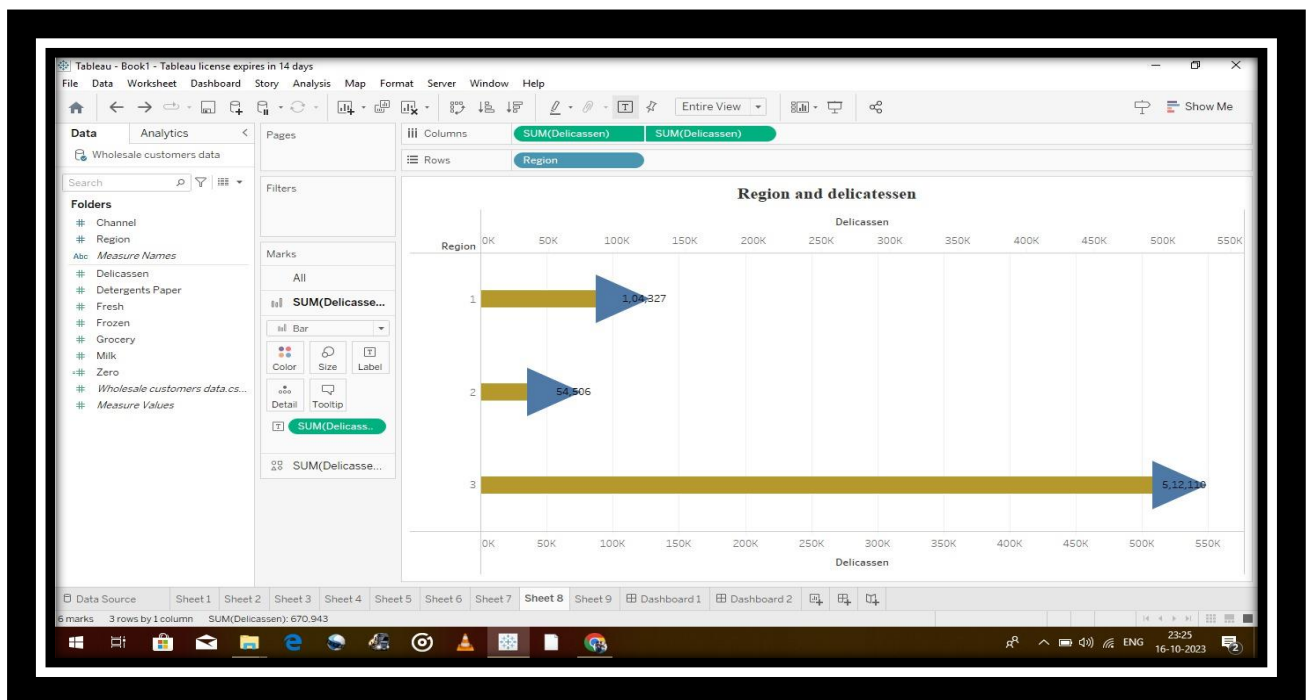 Tableau - Book1 - Tableau license expires in 14 days
File Data Worksheet Dashboard Story Analysis Map Format Server Window Help
Entire View
Show Me
Data Analytics
Wholesale customers data
Search
Folders
# Channel
# Region
Abc Measure Names
# Delicassen
# Detergents Paper
# Fresh
# Frozen
# Grocery
# Milk
=# Zero
# Wholesale customers data.cs...
# Measure Values
Pages
Filters
Marks
All
SUM(Delicasse...
Bar
Color Size Label
Detail Tooltip
SUM(Delicass..
SUM(Delicasse...
Columns SUM(Delicassen) SUM(Delicassen)
Rows Region
Region and delicatessen
Delicassen
Region 0K 50K 100K 150K 200K 250K 300K 350K 400K 450K 500K 550K
1 1,04,327
2 54,506
3 5,12,110
0K 50K 100K 150K 200K 250K 300K 350K 400K 450K 500K 550K
Delicassen
Data Source Sheet 1 Sheet 2 Sheet 3 Sheet 4 Sheet 5 Sheet 6 Sheet 7 Sheet 8 Sheet 9 Dashboard 1 Dashboard 2
6 marks 3 rows by 1 column SUM(Delicassen): 670,943
ENG 23:25
16-10-2023
2